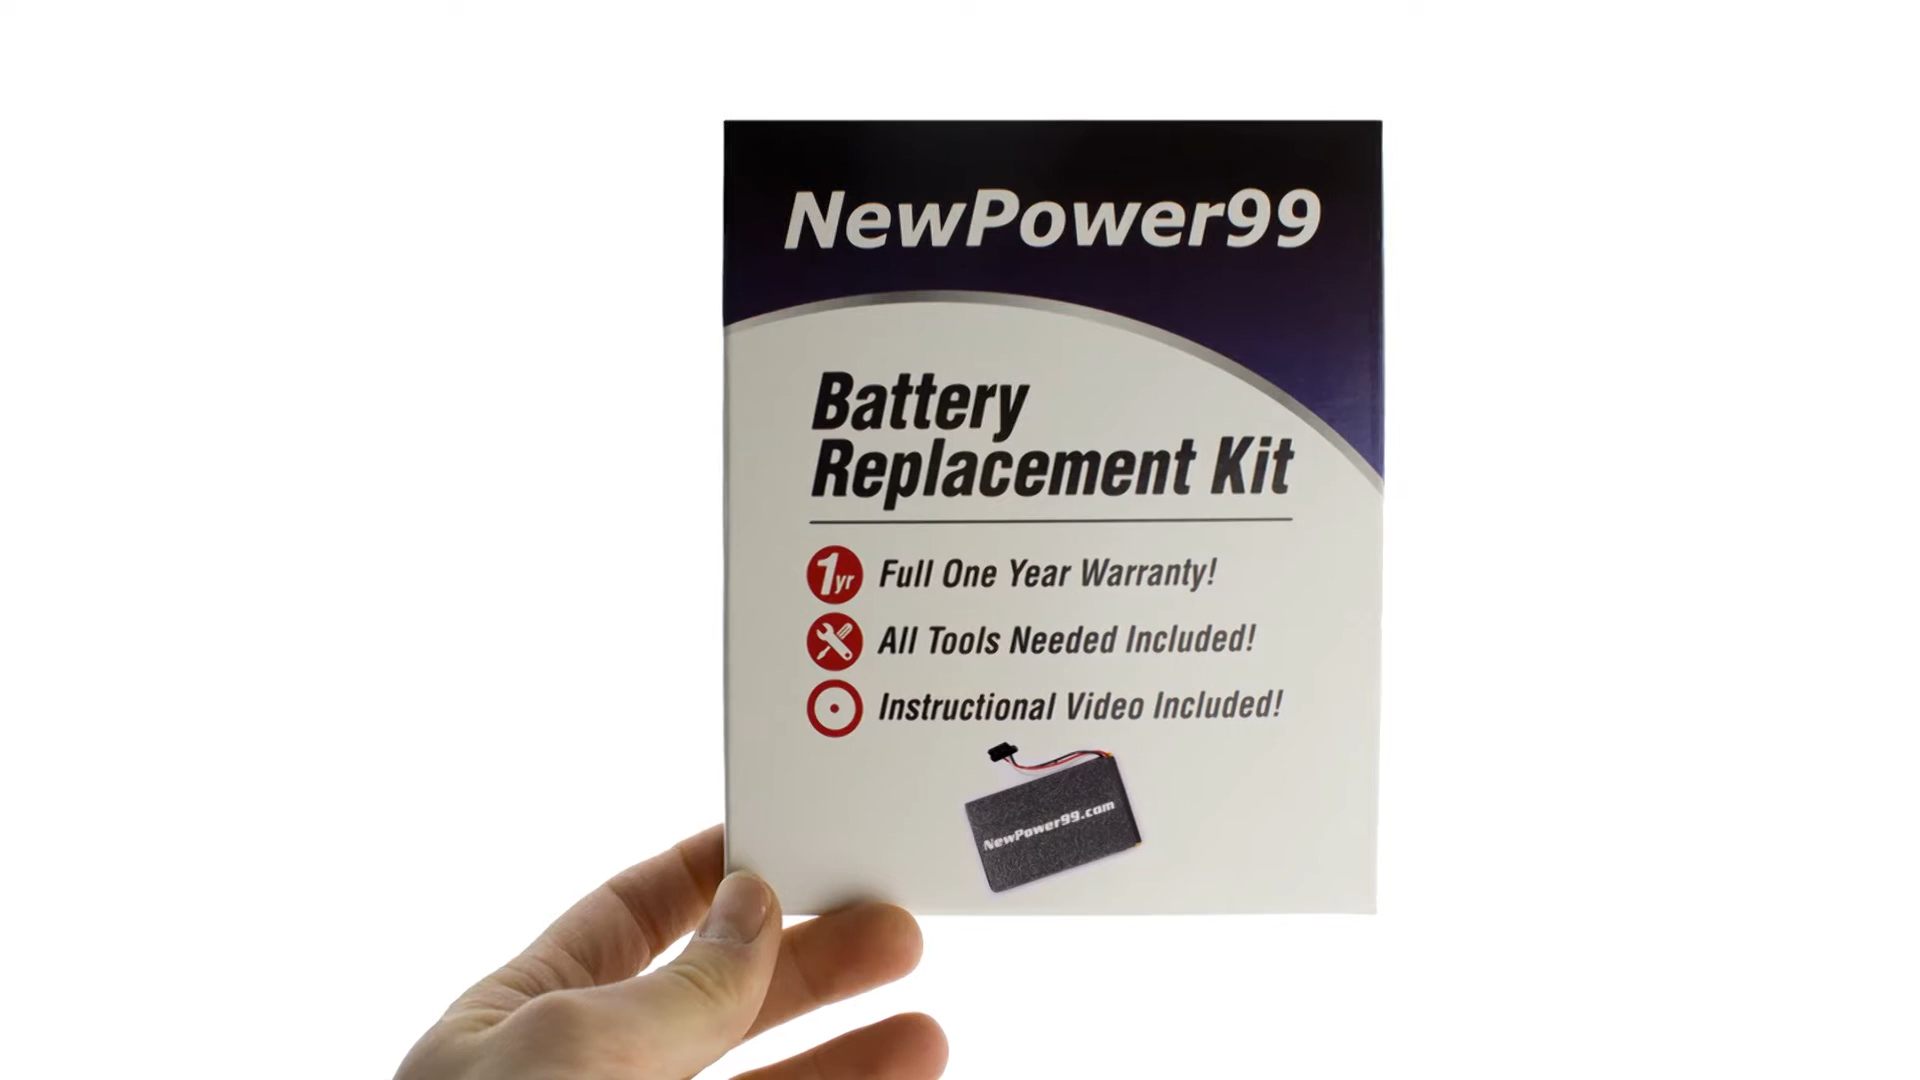 NewPower99
Battery
Replacement Kit
1yr Full One Year Warranty!
All Tools Needed Included!
Instructional Video Included!
NewPower99.com